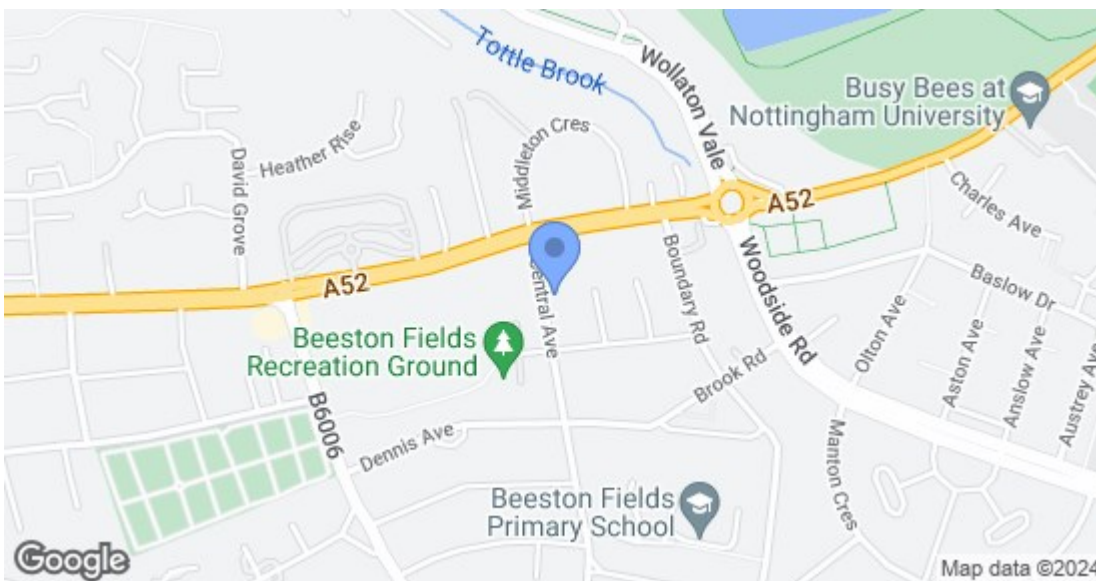 Tottle Brook
Wollaton Vale
Busy Bees at
Nottingham University
Middleton Cres
Heather Rise
David Grove
A52
Charles Ave
A52
Boundary Rd
Woodside Rd
Baslow Dr
Central Ave
Beeston Fields
Recreation Ground
Olton Ave
Aston Ave
Anslow Ave
Austrey Ave
Brook Rd
B6006
Dennis Ave
Manton Cres
Beeston Fields
Primary School
Google
Map data ©2024